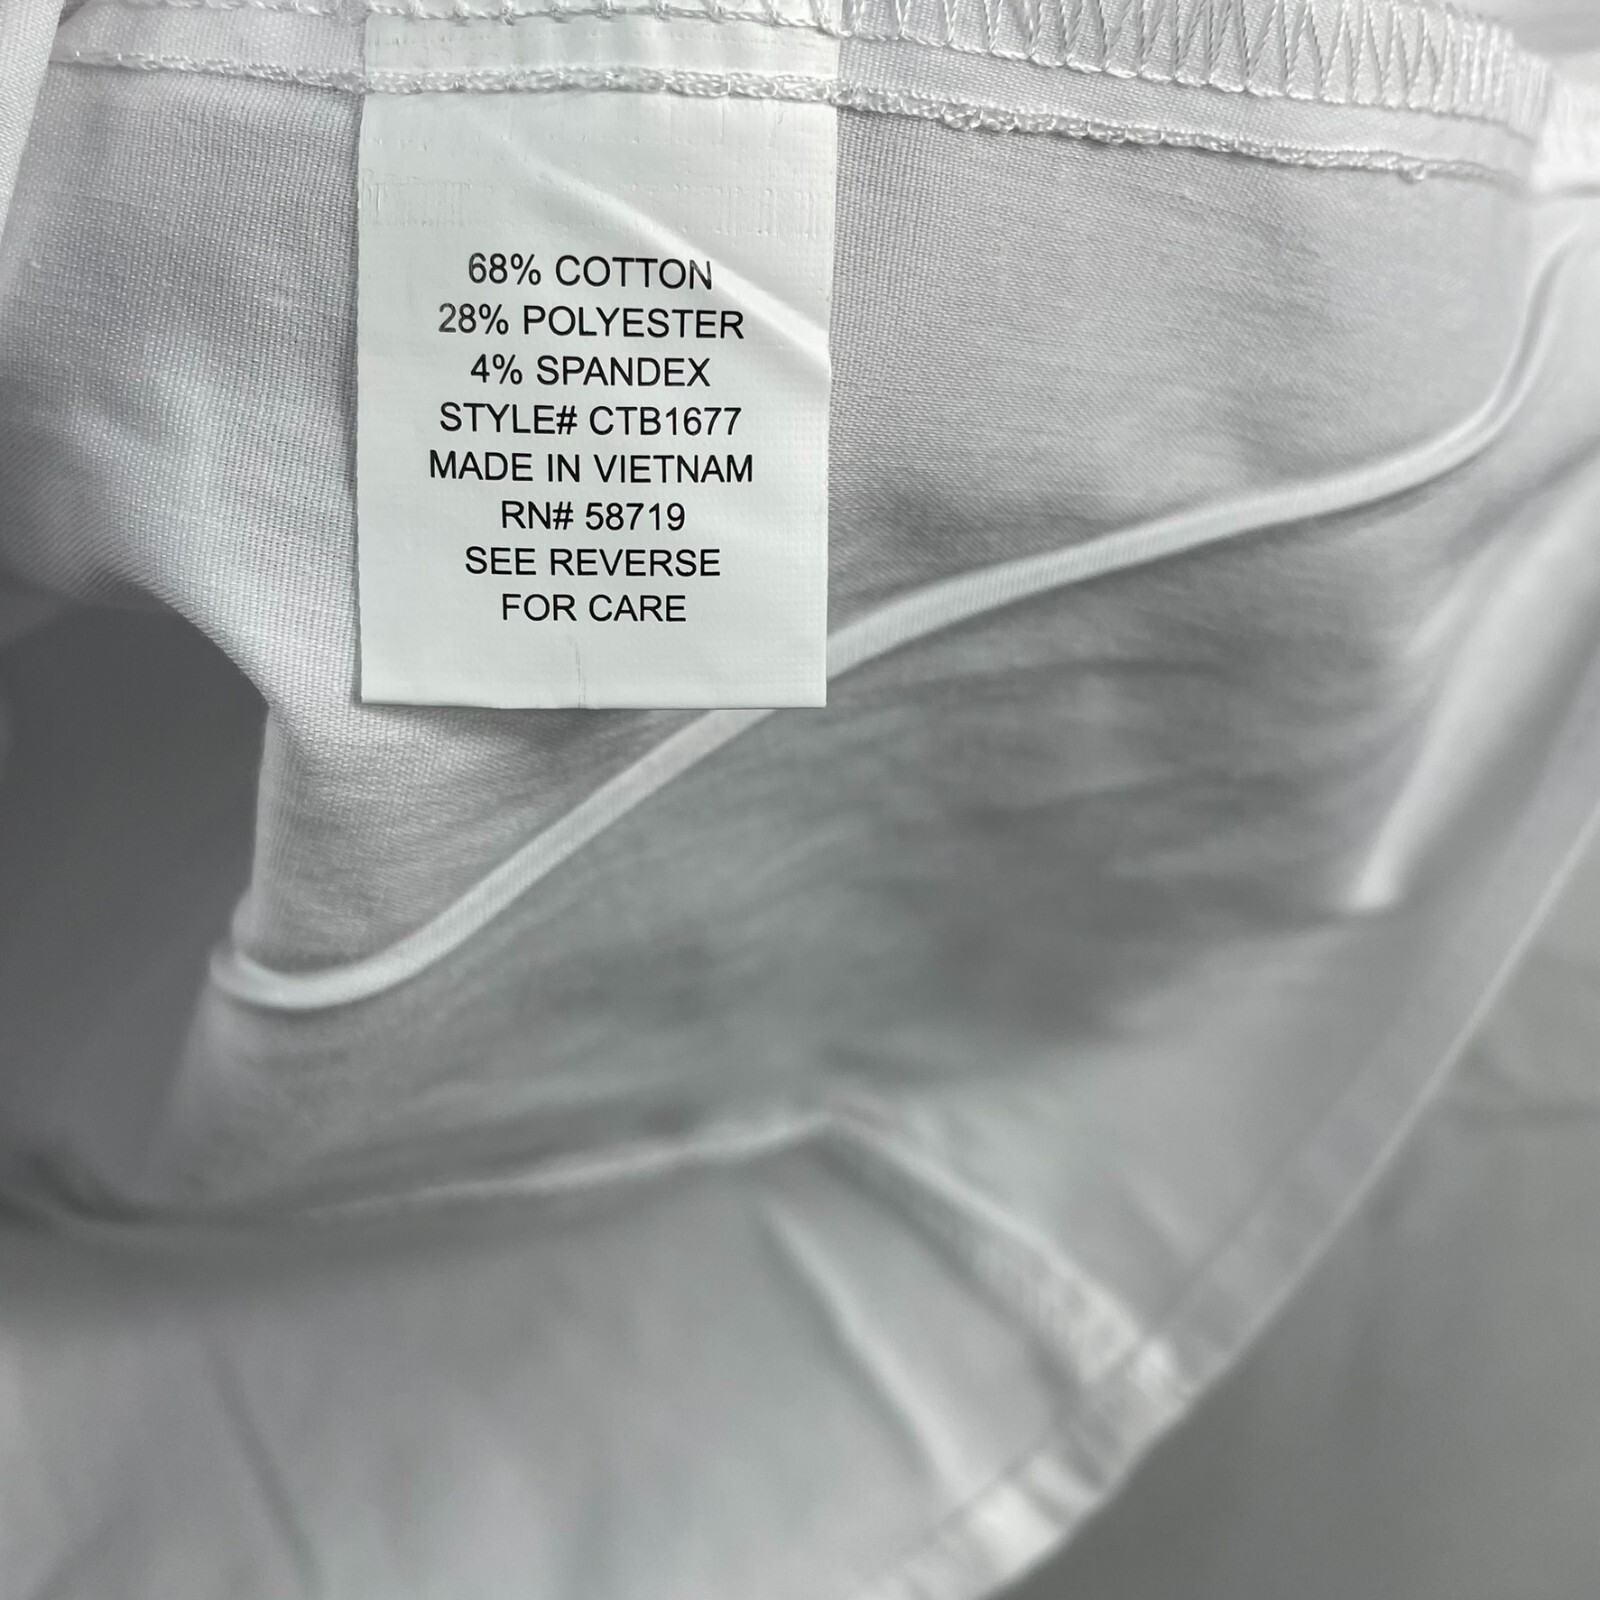 68% COTTON
28% POLYESTER
4% SPANDEX
STYLE# CTB1677
MADE IN VIETNAM
RN# 58719
SEE REVERSE
FOR CARE